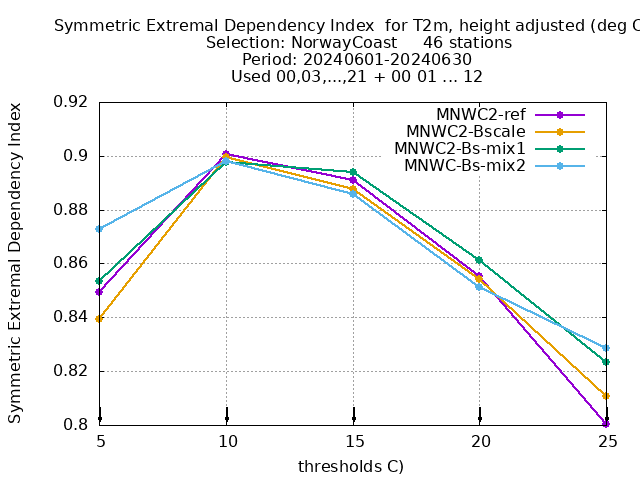 Symmetric Extremal Dependency Index for T2m, height adjusted (deg C
Selection: NorwayCoast 46 stations
Period: 20240601-20240630
Used 00,03,...,21 + 00 01 ... 12
Symmetric Extremal Dependency Index
0.92
0.9
0.88
0.86
0.84
0.82
0.8
MNWC2-ref
MNWC2-Bscale
MNWC2-Bs-mix1
MNWC-Bs-mix2
5 10 15 20 25
thresholds C)